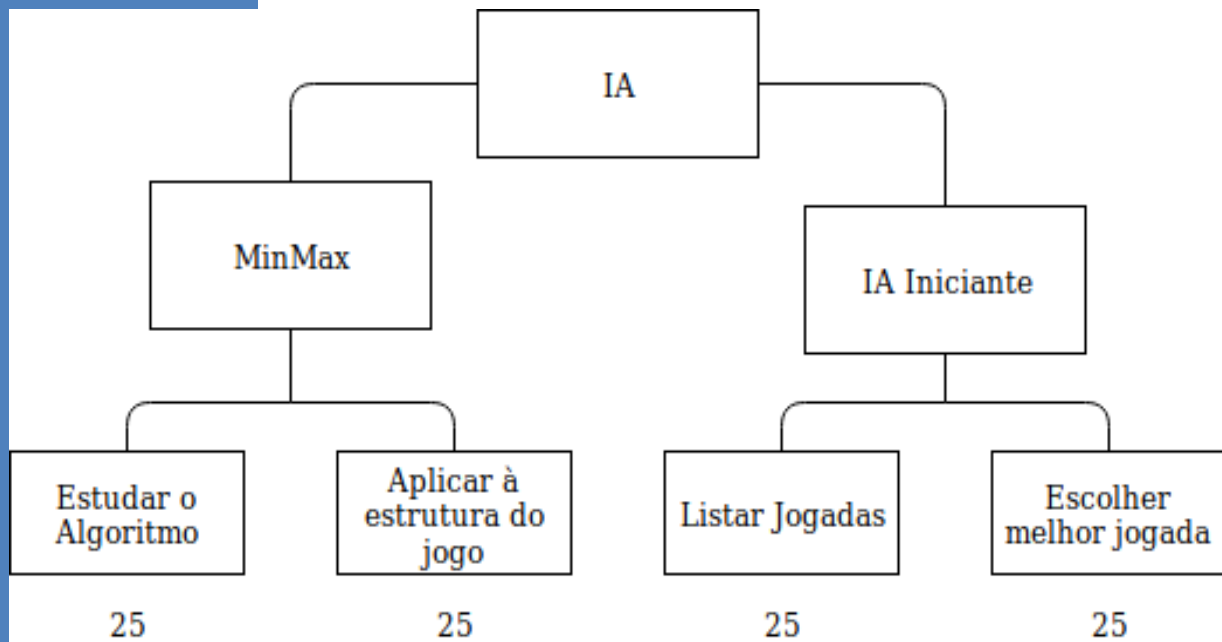 IA
MinMax
IA Iniciante
Estudar o
Algoritmo
Aplicar à
estrutura do
jogo
Listar Jogadas
Escolher
melhor jogada
25
25
25
25